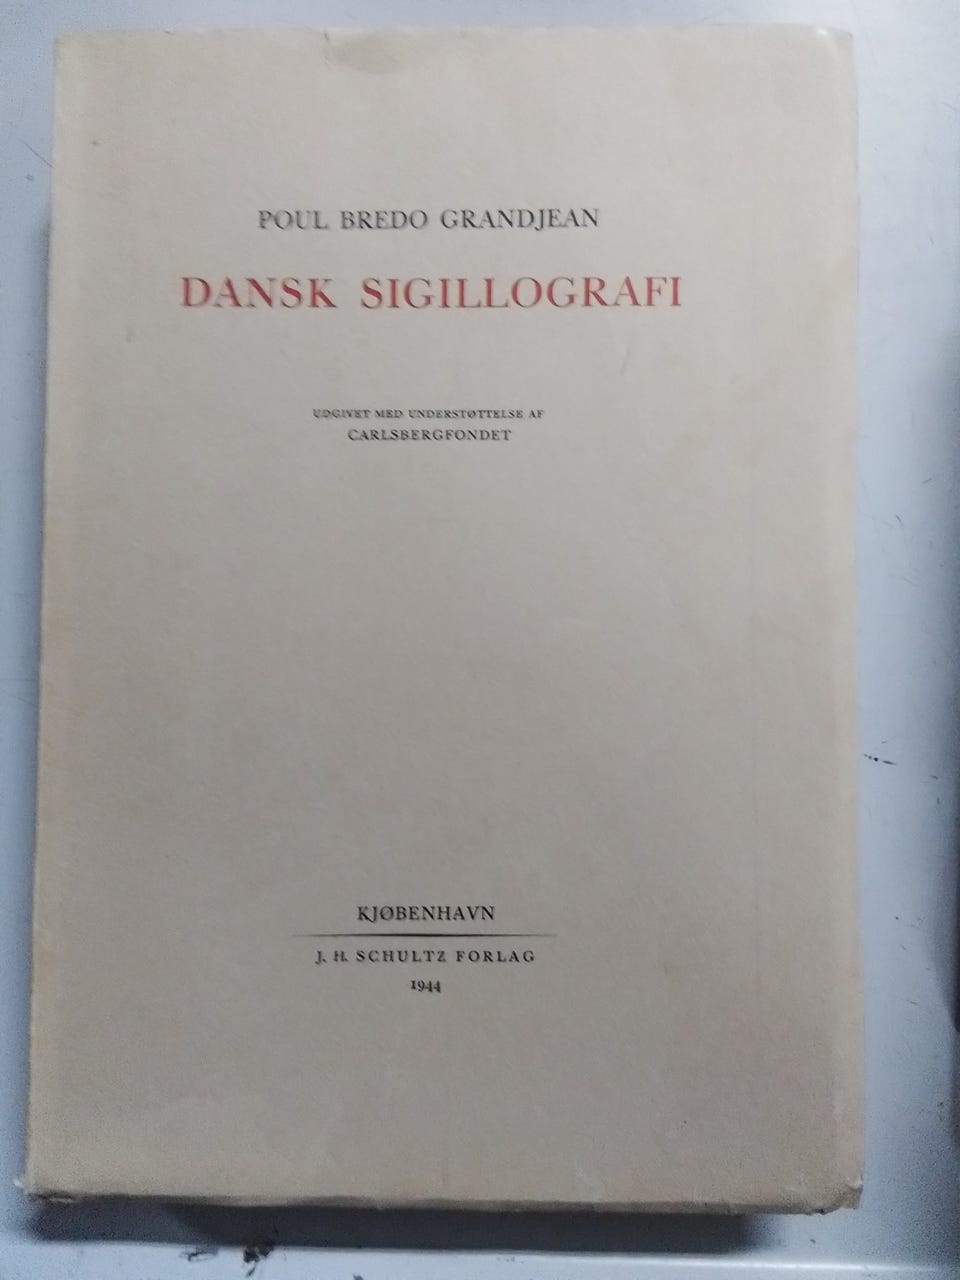 POUL BREDO GRANDJEAN
DANSK SIGILLOGRAFI
UDGIVET MED UNDERSTØTTELSE AF
CARLSBERGFONDET
KJØBENHAVN
J. H. SCHULTZ FORLAG
1944